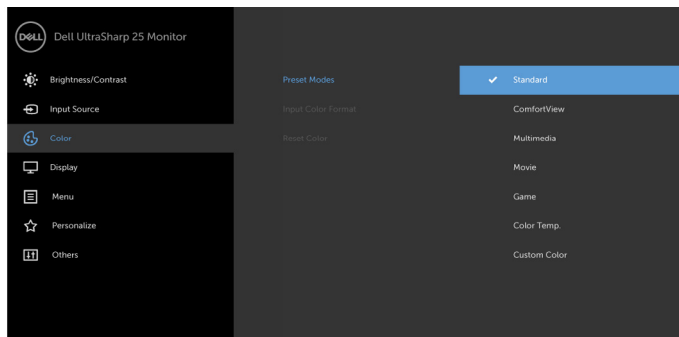 DELL Dell UltraSharp 25 Monitor
Brightness/Contrast
Input Source
Color
Display
Menu
Personalize
Others
Preset Modes
Input Color Format
Reset Color
Standard
ComfortView
Multimedia
Movie
Game
Color Temp.
Custom Color